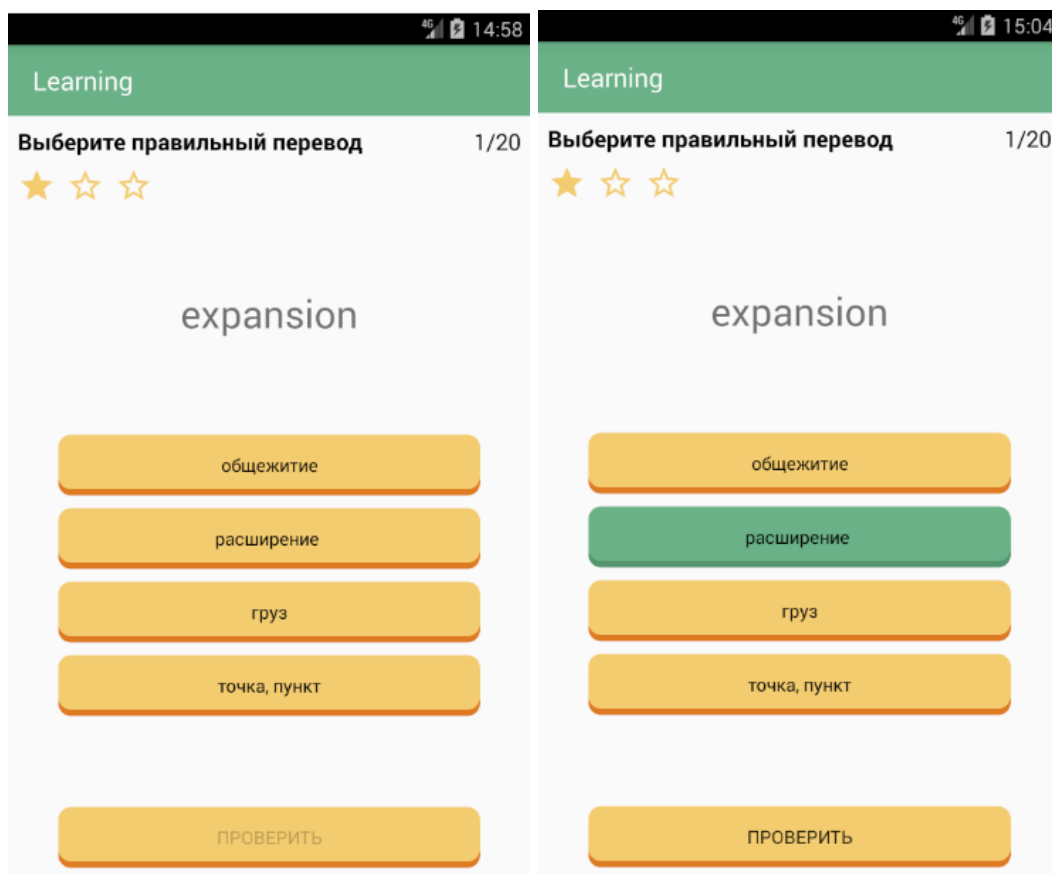 4G 14:58
Learning
Выберите правильный перевод 1/20
expansion
общежитие
расширение
груз
точка, пункт
ПРОВЕРИТЬ
4G 15:04
Learning
Выберите правильный перевод 1/20
expansion
общежитие
расширение
груз
точка, пункт
ПРОВЕРИТЬ